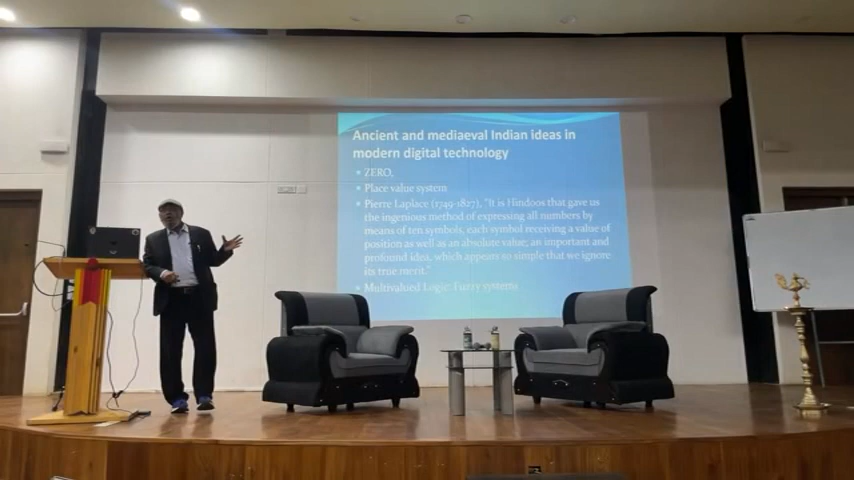 Ancient and mediaeval Indian ideas in
modern digital technology
ZERO,
Place value system
Pierre Laplace (1749-1827), "It is Hindoos that gave us
the ingenious method of expressing all numbers by
means of ten symbols, each symbol receiving a value of
position as well as an absolute value; an important and
profound idea, which appears so simple that we ignore
its true merit."
Multivalued Logic: Fuzzy systems